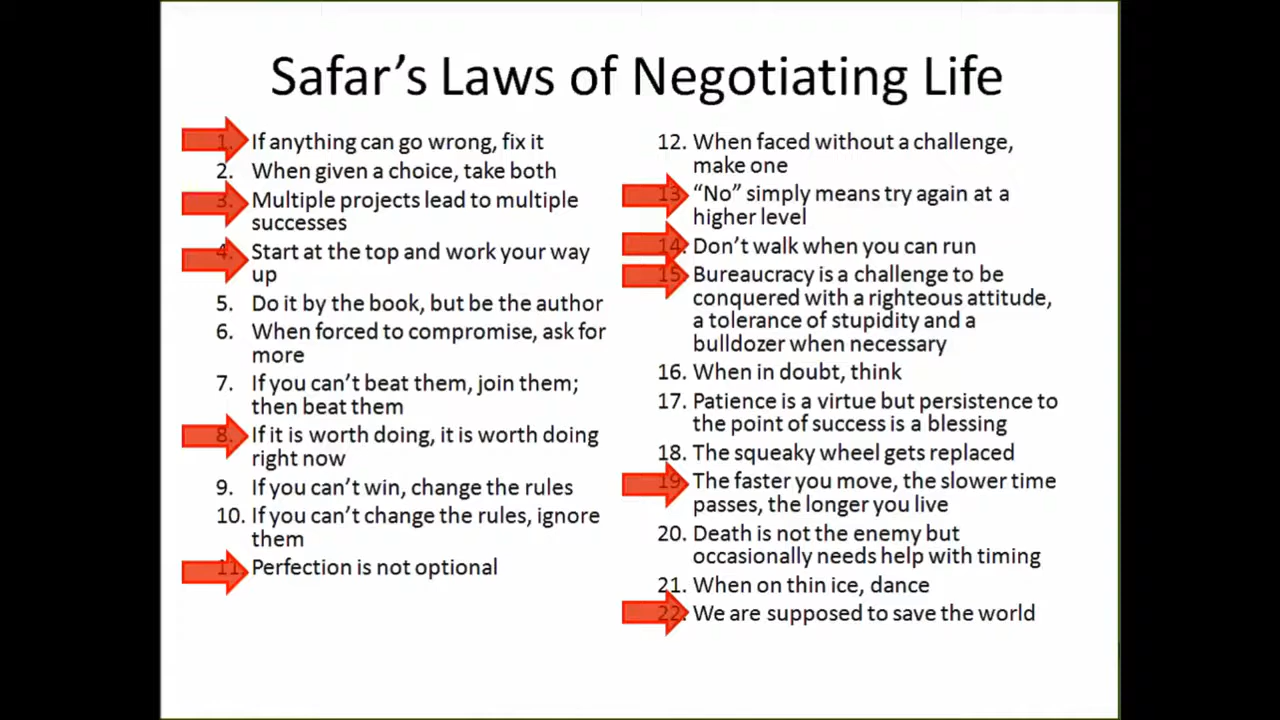 Safar's Laws of Negotiating Life
1. If anything can go wrong, fix it
2. When given a choice, take both
3. Multiple projects lead to multiple
successes
4. Start at the top and work your way
up
5. Do it by the book, but be the author
6. When forced to compromise, ask for
more
7. If you can't beat them, join them;
then beat them
8. If it is worth doing, it is worth doing
right now
9. If you can't win, change the rules
10. If you can't change the rules, ignore
them
11. Perfection is not optional
12. When faced without a challenge,
make one
13. “No” simply means try again at a
higher level
14. Don't walk when you can run
15. Bureaucracy is a challenge to be
conquered with a righteous attitude,
a tolerance of stupidity and a
bulldozer when necessary
16. When in doubt, think
17. Patience is a virtue but persistence to
the point of success is a blessing
18. The squeaky wheel gets replaced
19. The faster you move, the slower time
passes, the longer you live
20. Death is not the enemy but
occasionally needs help with timing
21. When on thin ice, dance
22. We are supposed to save the world